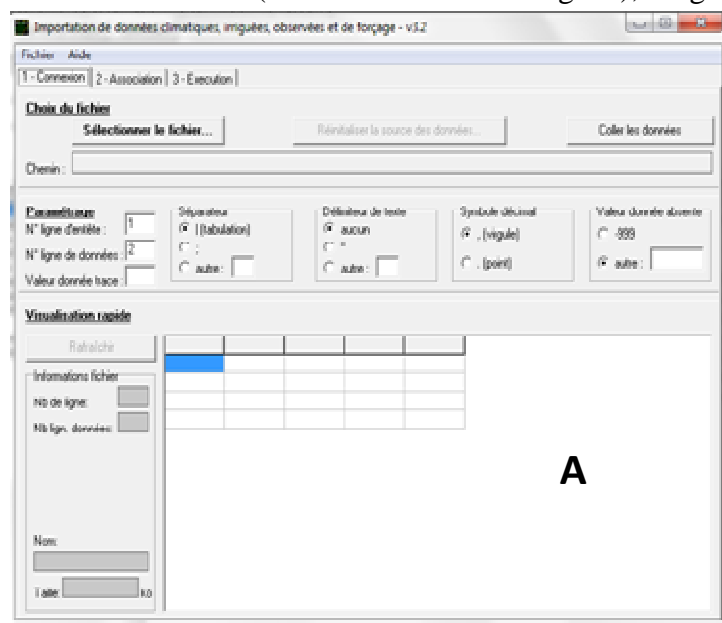 Importation de données climatiques, irriguées, observées et de forçage - v3.2
Fichier Aide
1 - Connexion 2 - Association 3 - Execution
Choix du fichier
Sélectionner le fichier... Réinitialiser la source des données... Coller les données
Chemin :
Paramétrage Séparateur Délimiteur de texte Symbole décimal Valeur donnée absente
N° ligne d'entête : 1 | (tabulation) aucun , (virgule) -999
N° ligne de données : 2 ; " . (point) autre :
Valeur donnée trace : autre : autre :
Visualisation rapide
Rafraîchir
Informations fichier
Nb de ligne:
Nb lign. données:
A
Nom:
Taille: ko